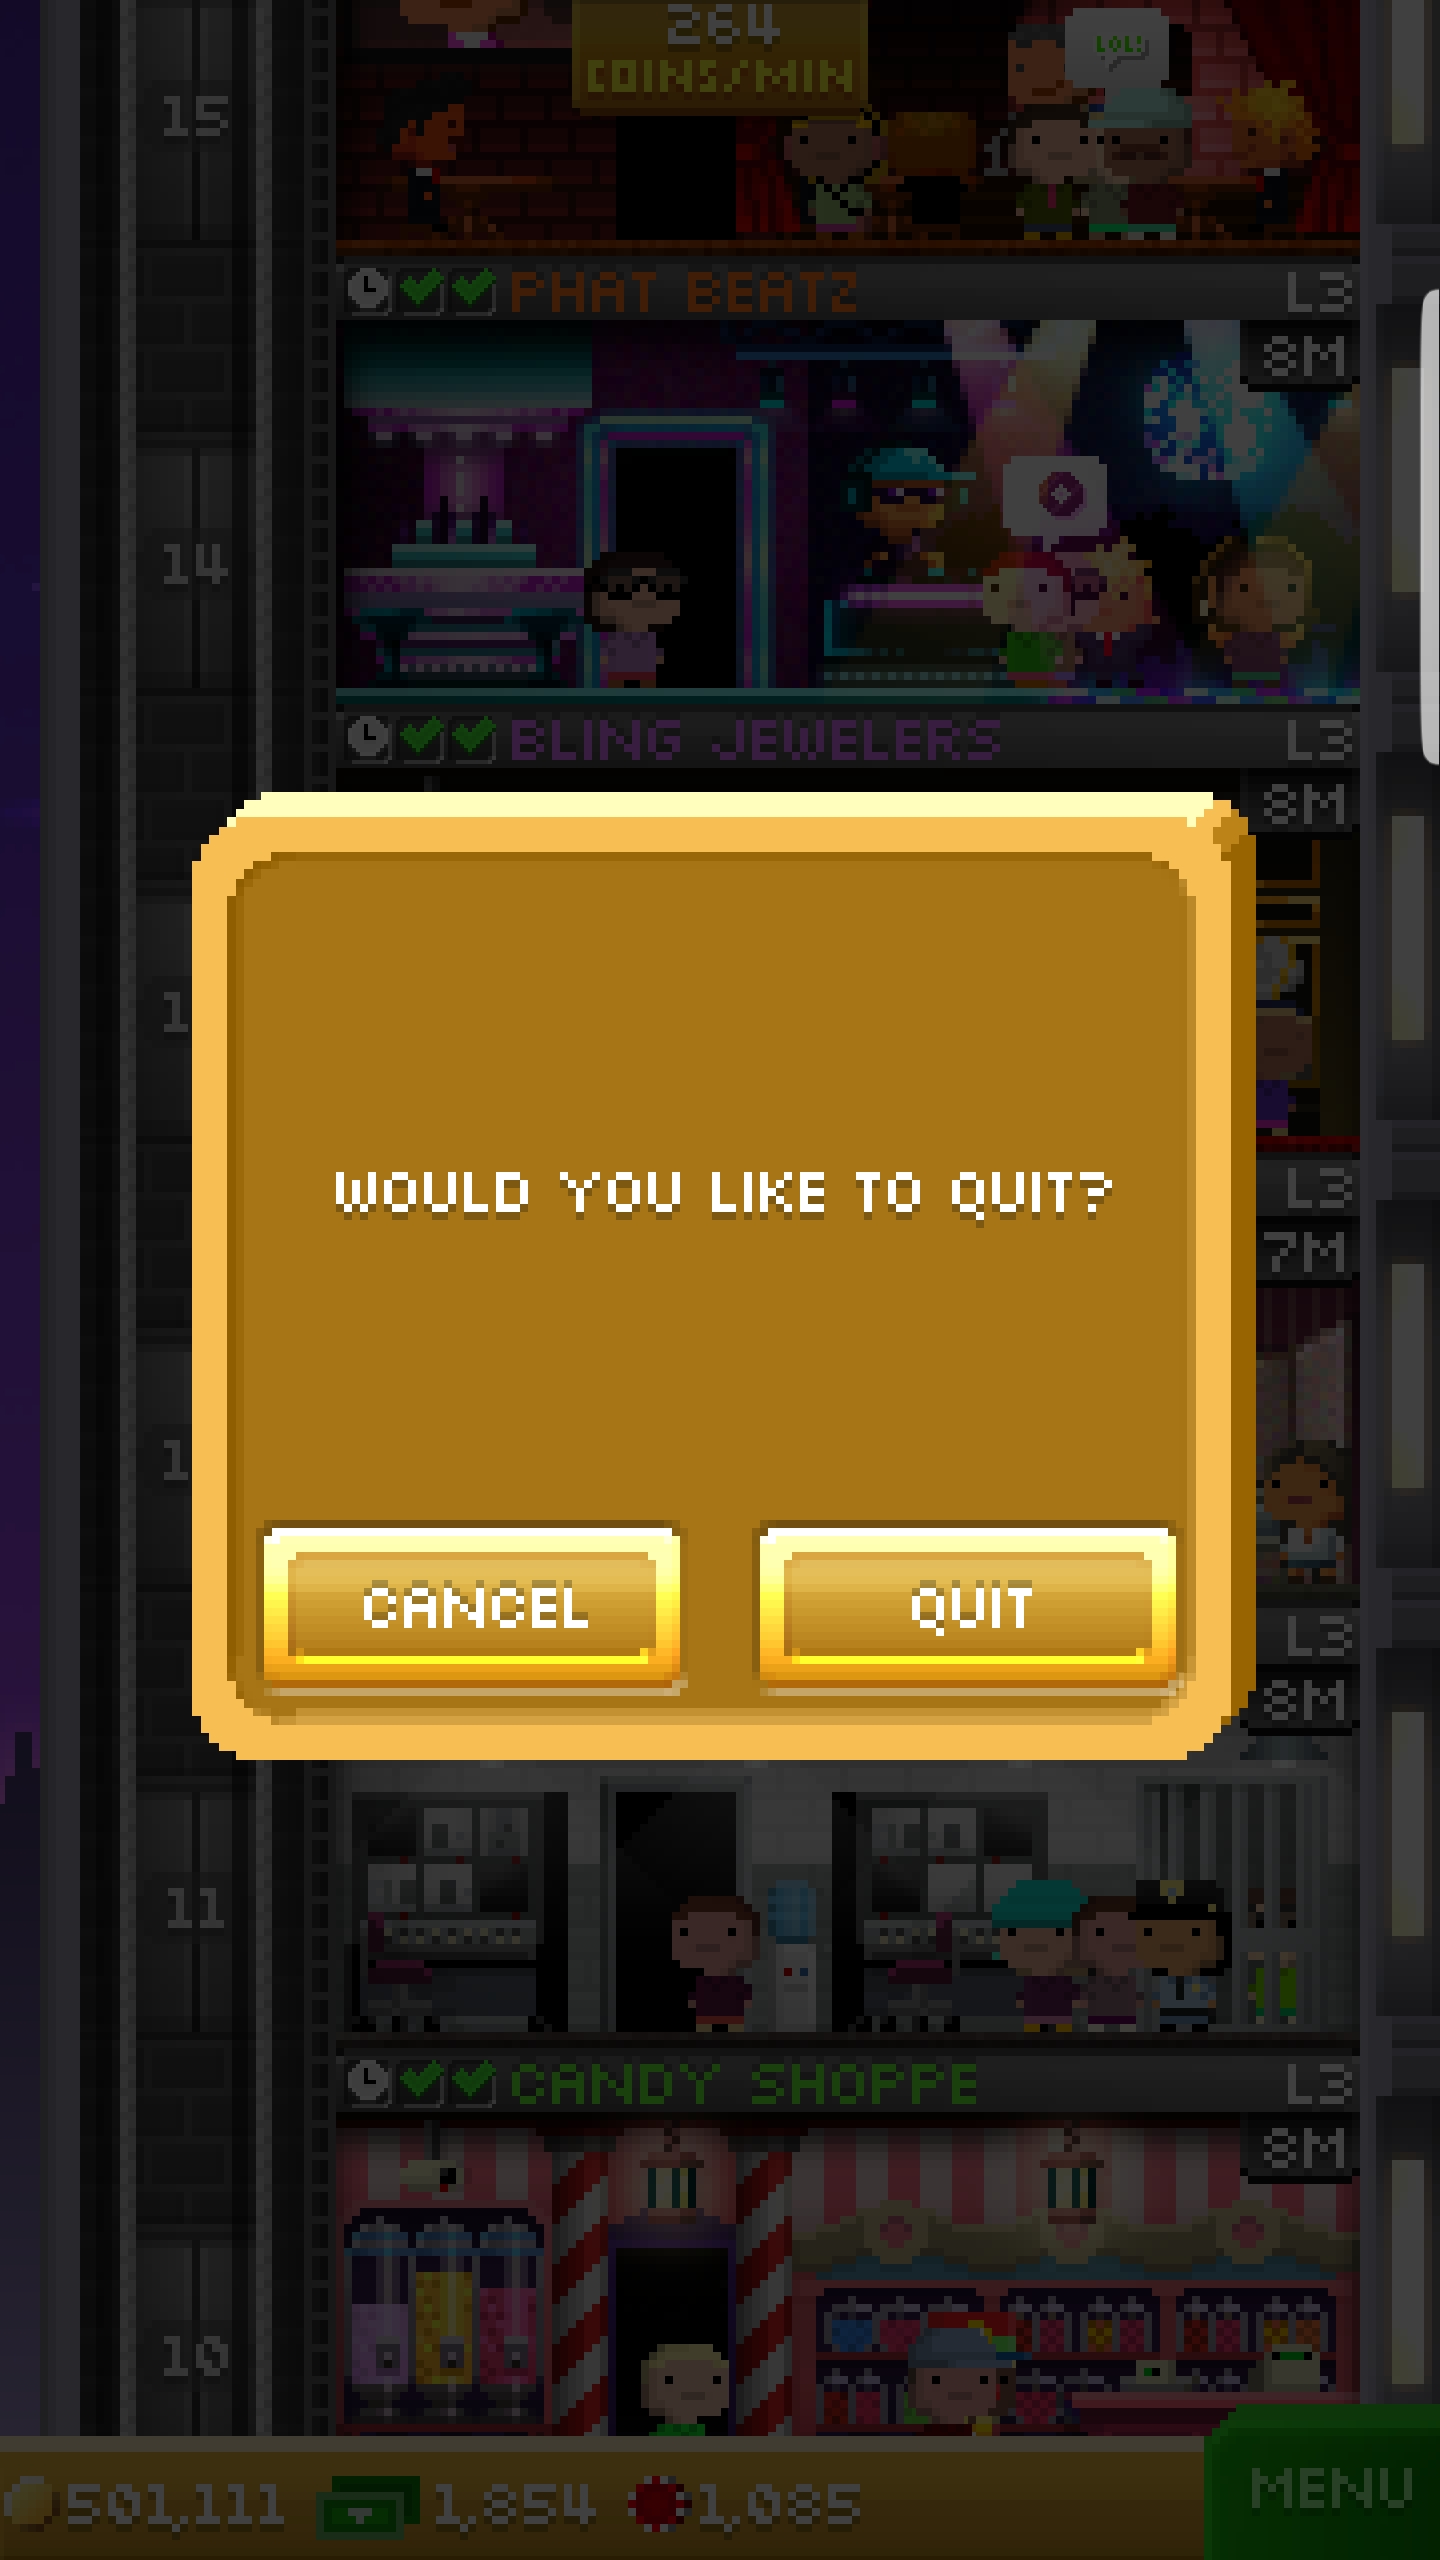 264
COINS/MIN
LOL!
15
PHAT BEATZ L3
8M
14
BLING JEWELERS L3
8M
1
L3
7M
WOULD YOU LIKE TO QUIT?
1
CANCEL QUIT
L3
8M
11
CANDY SHOPPE L3
8M
10
501,111 1,854 1,085 MENU